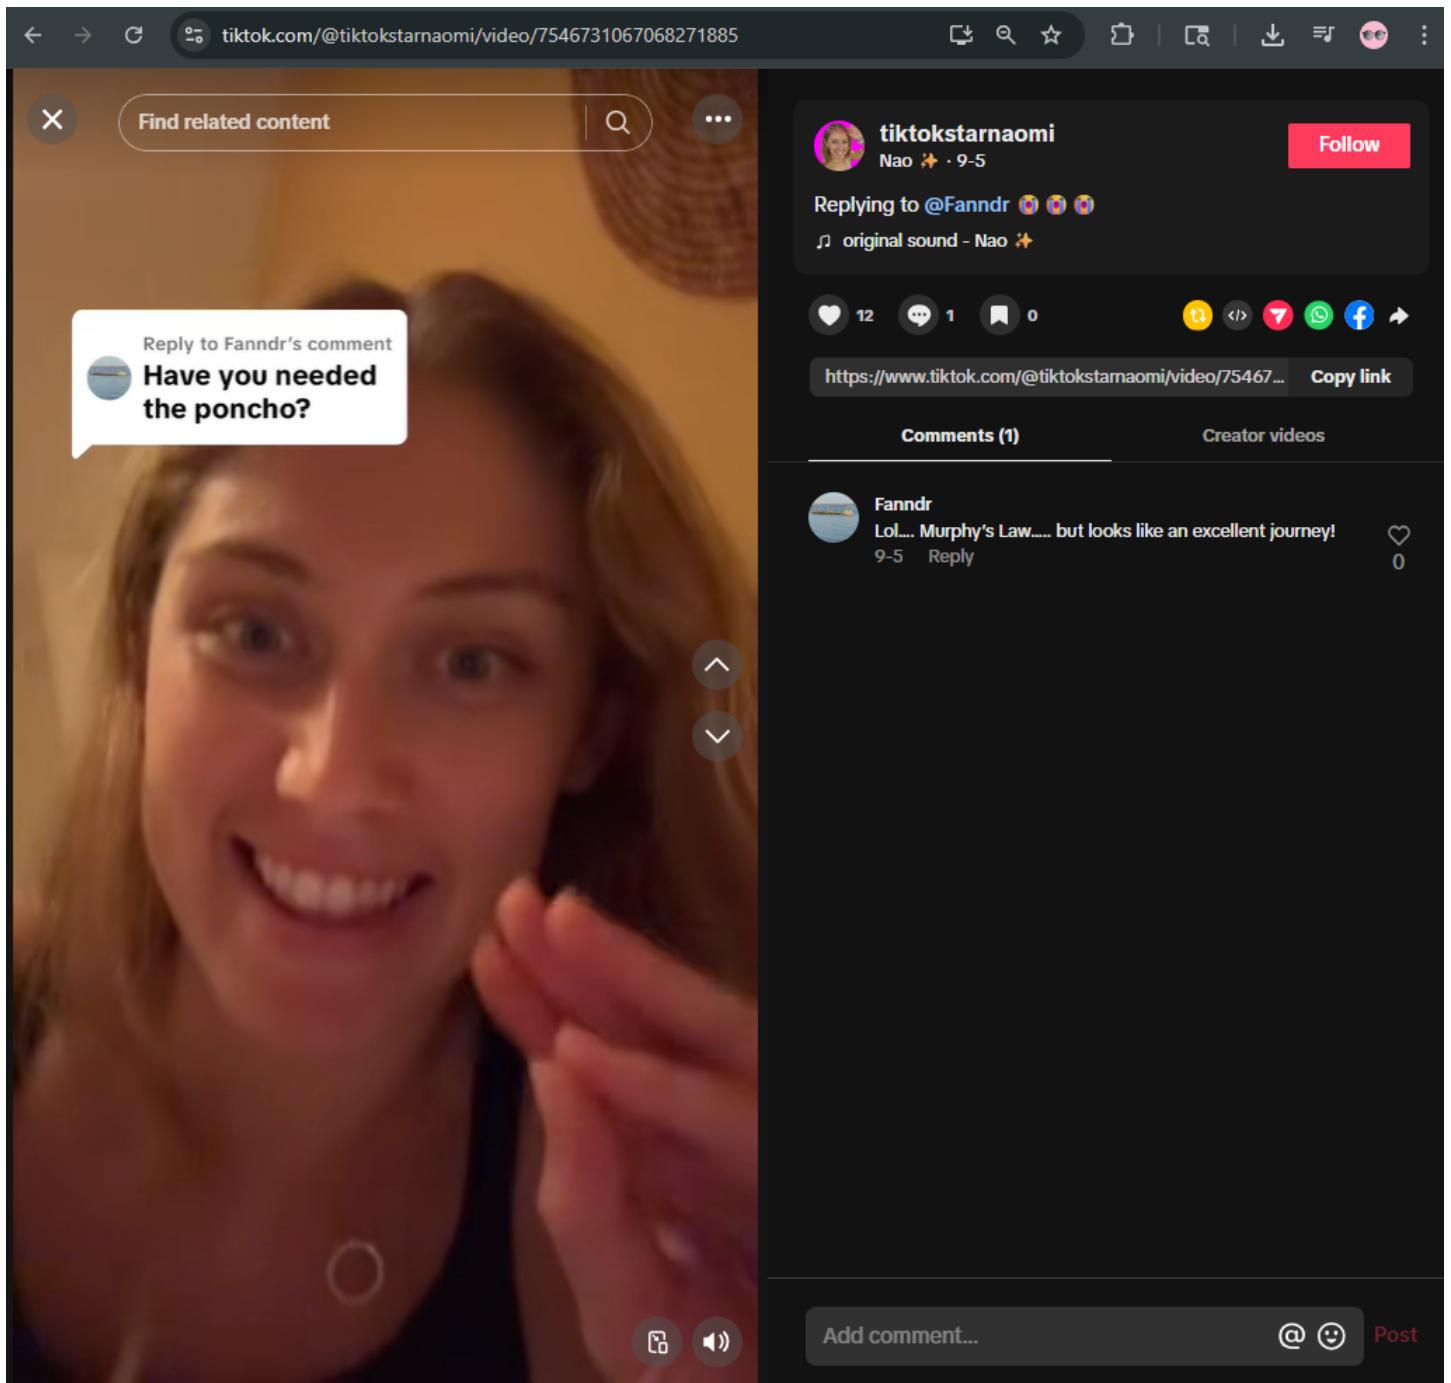 tiktok.com/@tiktokstarnaomi/video/7546731067068271885
Find related content
Reply to Fanndr's comment
Have you needed
the poncho?
tiktokstarnaomi
Nao ✨ · 9-5
Follow
Replying to @Fanndr 😭😭😭
♫ original sound - Nao ✨
12
1
0
https://www.tiktok.com/@tiktokstarnaomi/video/75467...
Copy link
Comments (1)
Creator videos
Fanndr
Lol.... Murphy's Law..... but looks like an excellent journey!
9-5 Reply
0
Add comment...
Post